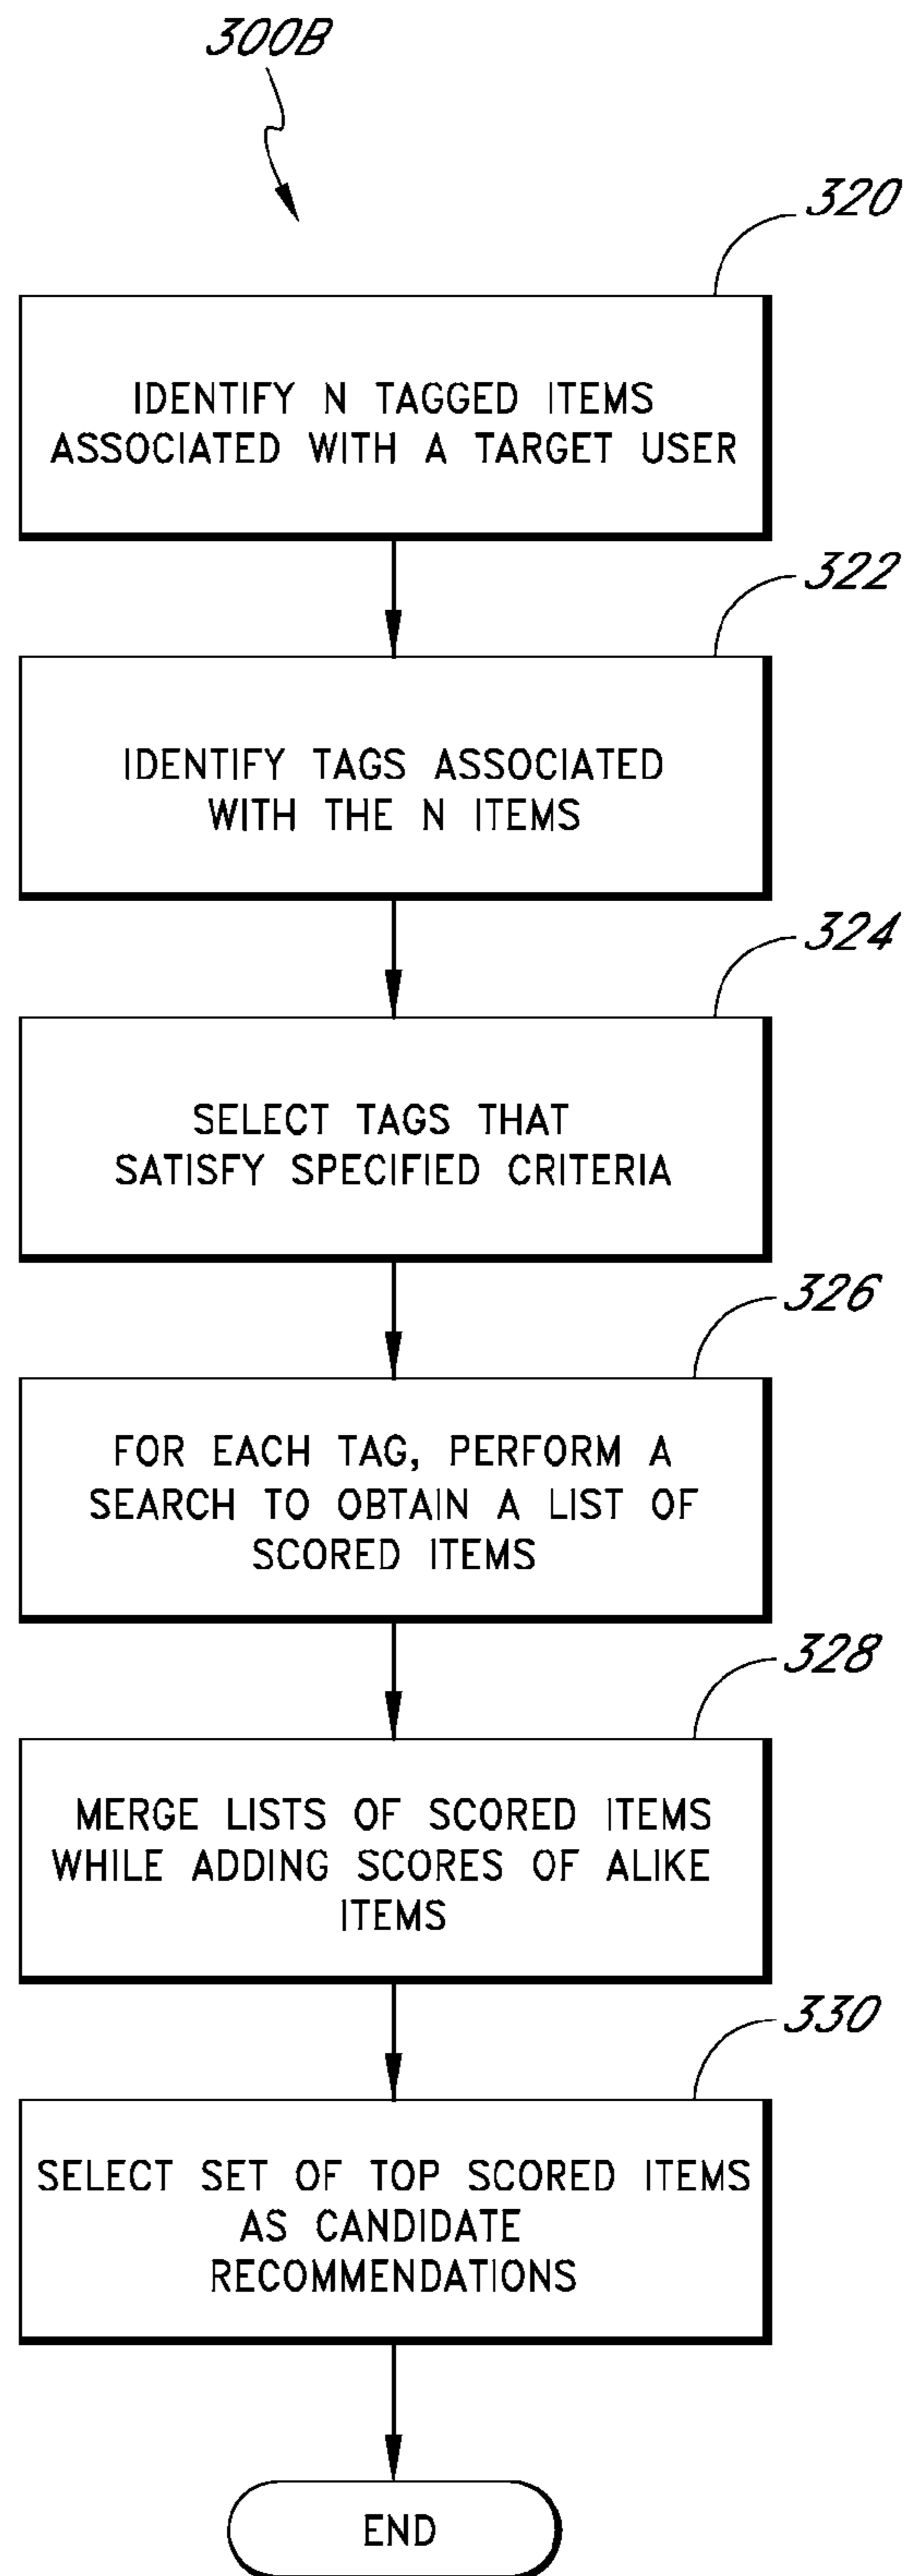 300B
320
IDENTIFY N TAGGED ITEMS
ASSOCIATED WITH A TARGET USER
322
IDENTIFY TAGS ASSOCIATED
WITH THE N ITEMS
324
SELECT TAGS THAT
SATISFY SPECIFIED CRITERIA
326
FOR EACH TAG, PERFORM A
SEARCH TO OBTAIN A LIST OF
SCORED ITEMS
328
MERGE LISTS OF SCORED ITEMS
WHILE ADDING SCORES OF ALIKE
ITEMS
330
SELECT SET OF TOP SCORED ITEMS
AS CANDIDATE
RECOMMENDATIONS
END